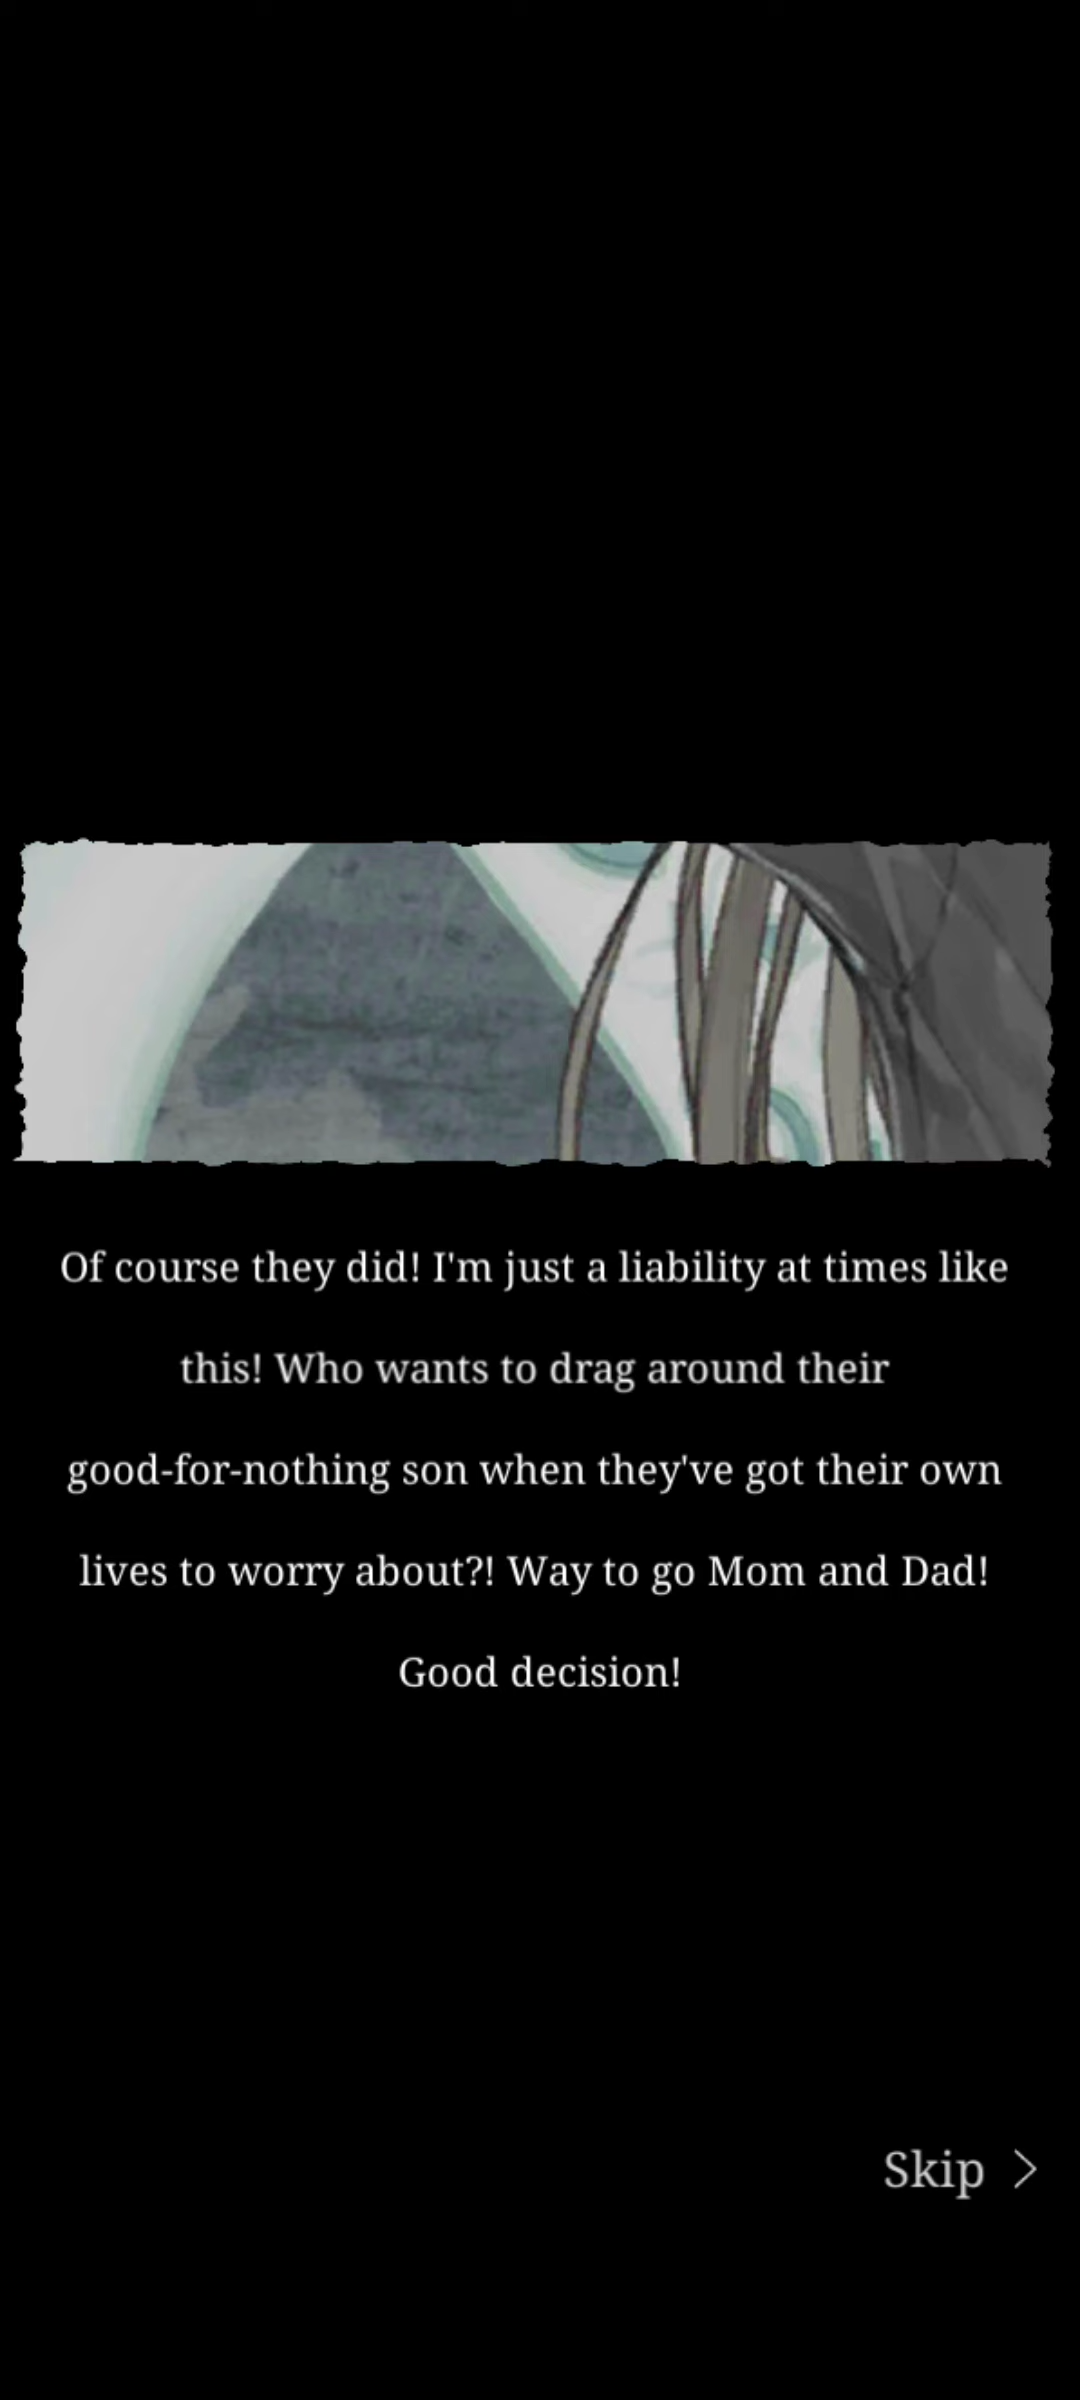 Of course they did! I'm just a liability at times like
this! Who wants to drag around their
good-for-nothing son when they've got their own
lives to worry about?! Way to go Mom and Dad!
Good decision!
Skip >